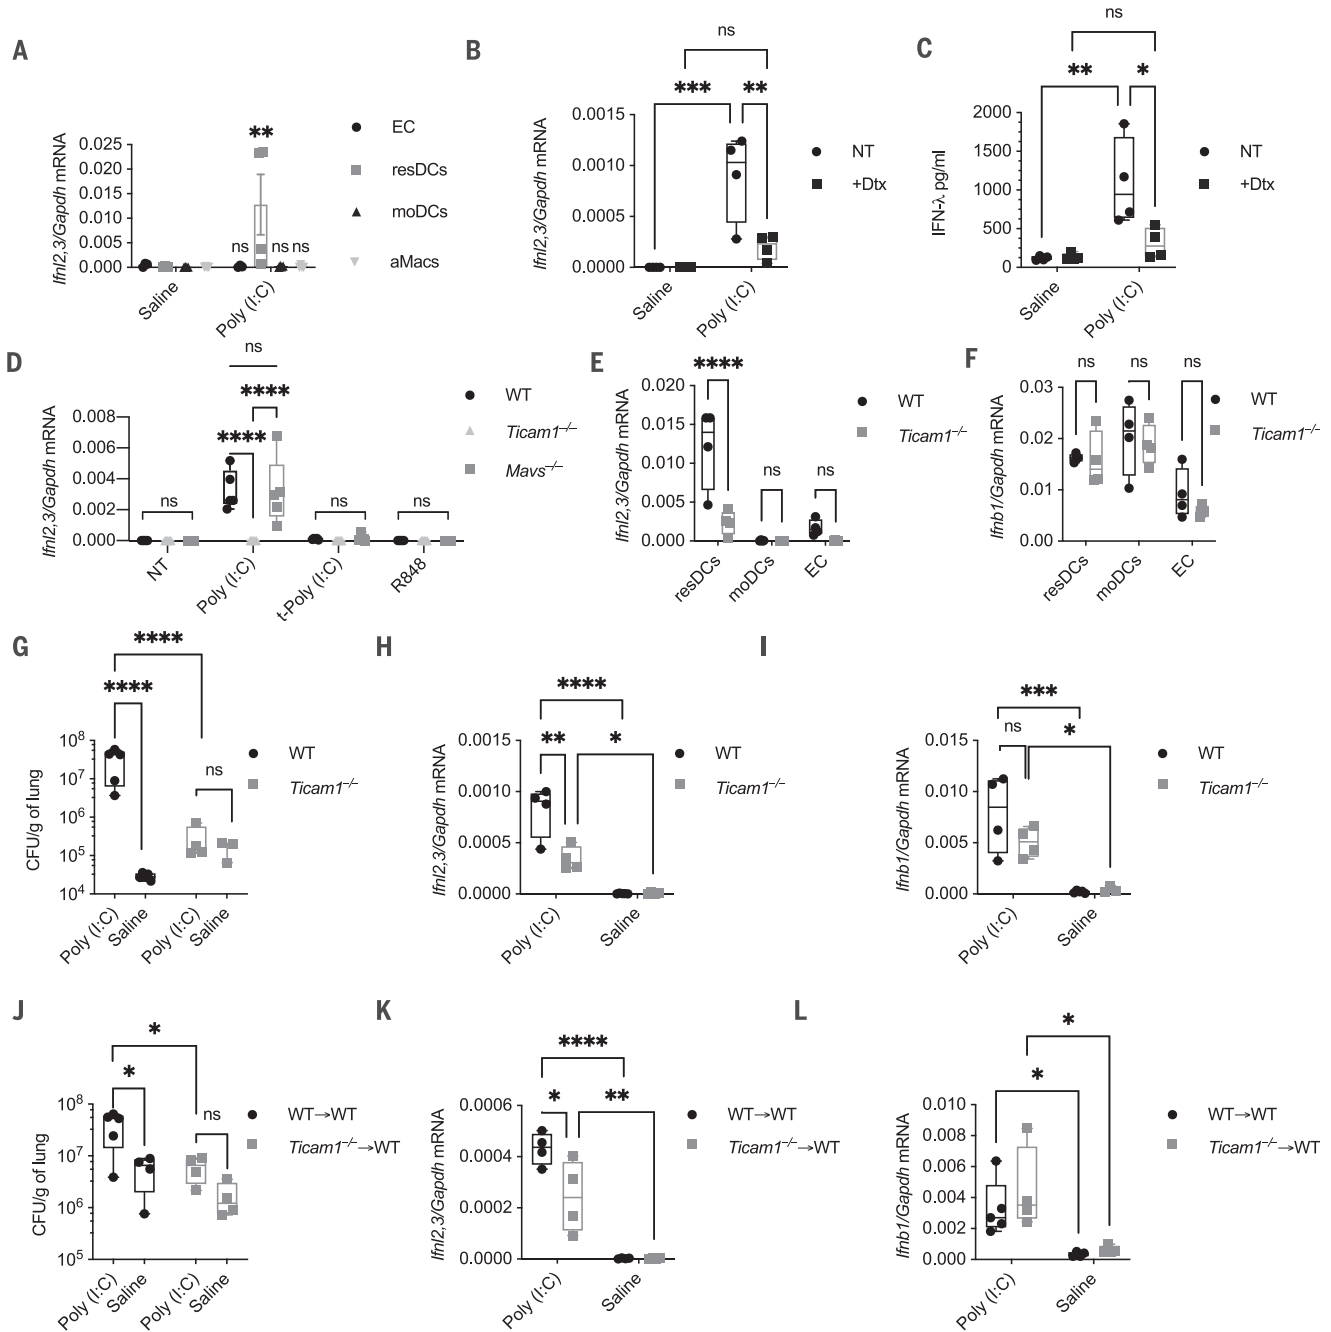 A
Ifnl2,3/Gapdh mRNA
0.025
0.020
0.015
0.010
0.005
0.000
**
ns
ns ns
Saline
Poly (I:C)
EC
resDCs
moDCs
aMacs
B
Ifnl2,3/Gapdh mRNA
0.0015
0.0010
0.0005
0.0000
ns
*** **
Saline
Poly (I:C)
NT
+Dtx
C
IFN-λ pg/ml
2000
1500
1000
500
0
ns
** *
Saline
Poly (I:C)
NT
+Dtx
D
Ifnl2,3/Gapdh mRNA
0.008
0.006
0.004
0.002
0.000
ns
****
****
ns
ns
ns
NT
Poly (I:C)
t-Poly (I:C)
R848
WT
Ticam1–/–
Mavs–/–
E
Ifnl2,3/Gapdh mRNA
0.020
0.015
0.010
0.005
0.000
****
ns
ns
resDCs
moDCs
EC
WT
Ticam1–/–
F
Ifnb1/Gapdh mRNA
0.03
0.02
0.01
0.00
ns
ns
ns
resDCs
moDCs
EC
WT
Ticam1–/–
G
CFU/g of lung
10⁸
10⁷
10⁶
10⁵
10⁴
****
****
ns
Poly (I:C)
Saline
Poly (I:C)
Saline
WT
Ticam1–/–
H
Ifnl2,3/Gapdh mRNA
0.0015
0.0010
0.0005
0.0000
****
** *
Poly (I:C)
Saline
WT
Ticam1–/–
I
Ifnb1/Gapdh mRNA
0.015
0.010
0.005
0.000
***
ns *
Poly (I:C)
Saline
WT
Ticam1–/–
J
CFU/g of lung
10⁸
10⁷
10⁶
10⁵
*
*
ns
Poly (I:C)
Saline
Poly (I:C)
Saline
WT→WT
Ticam1–/–→WT
K
Ifnl2,3/Gapdh mRNA
0.0006
0.0004
0.0002
0.0000
****
* **
Poly (I:C)
Saline
WT→WT
Ticam1–/–→WT
L
Ifnb1/Gapdh mRNA
0.010
0.008
0.006
0.004
0.002
0.000
*
*
Poly (I:C)
Saline
WT→WT
Ticam1–/–→WT